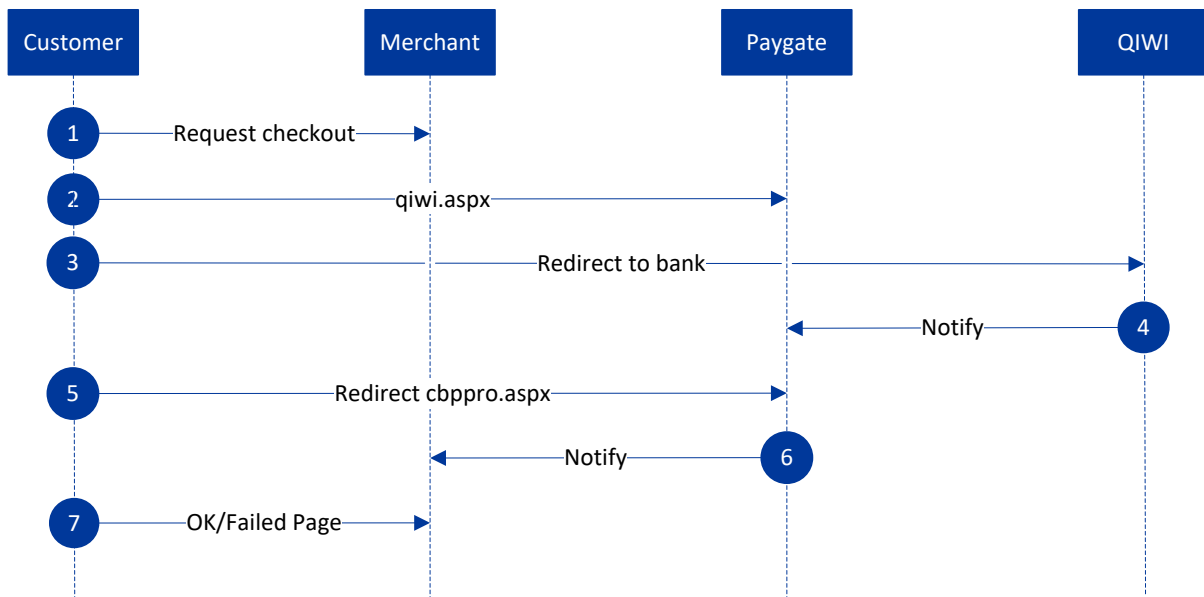 Customer Merchant Paygate QIWI
1 Request checkout
2 qiwi.aspx
3 Redirect to bank
Notify 4
5 Redirect cbppro.aspx
Notify 6
7 OK/Failed Page